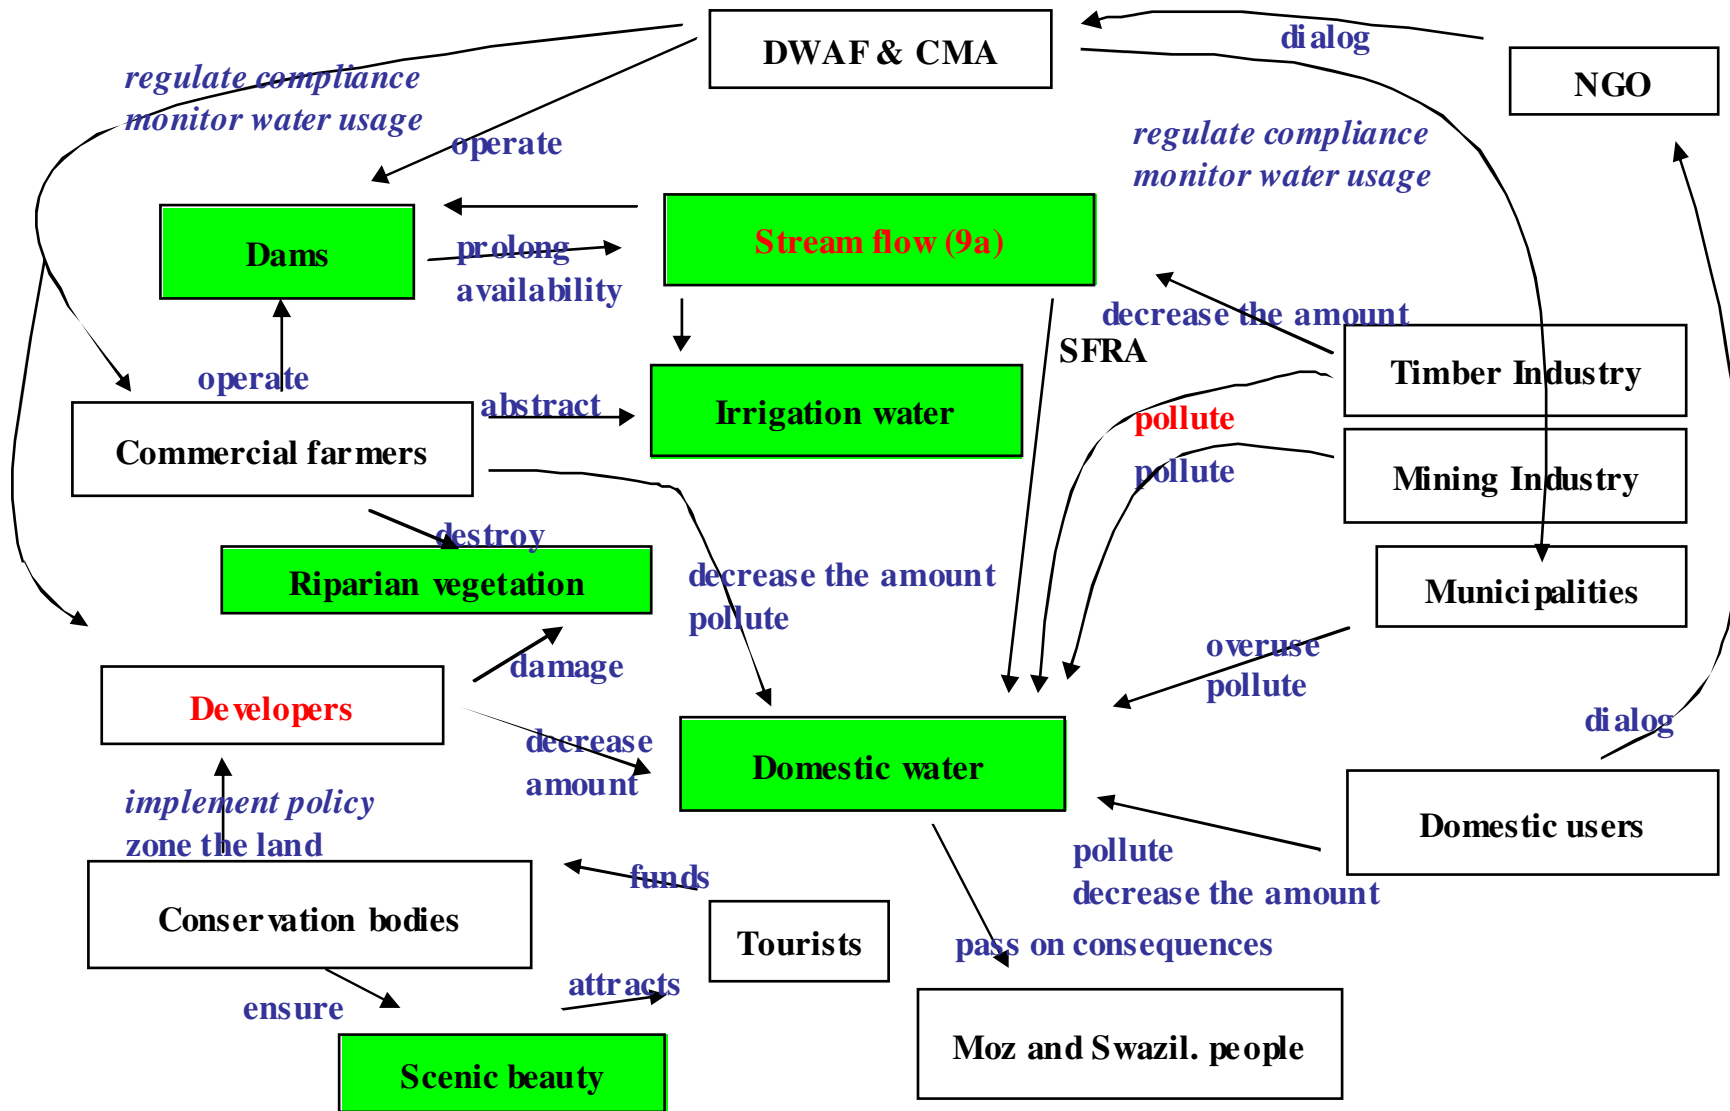 DWAF & CMA
dialog
NGO
regulate compliance
monitor water usage
operate
regulate compliance
monitor water usage
Dams
prolong
availability
Stream flow (9a)
decrease the amount
SFRA
Timber Industry
operate
abstract
Irrigation water
pollute
Commercial farmers
pollute
Mining Industry
destroy
Riparian vegetation
decrease the amount
pollute
Municipalities
overuse
pollute
damage
Developers
dialog
decrease
amount
Domestic water
implement policy
zone the land
Domestic users
pollute
decrease the amount
funds
Conservation bodies
Tourists
pass on consequences
attracts
ensure
Moz and Swazil. people
Scenic beauty